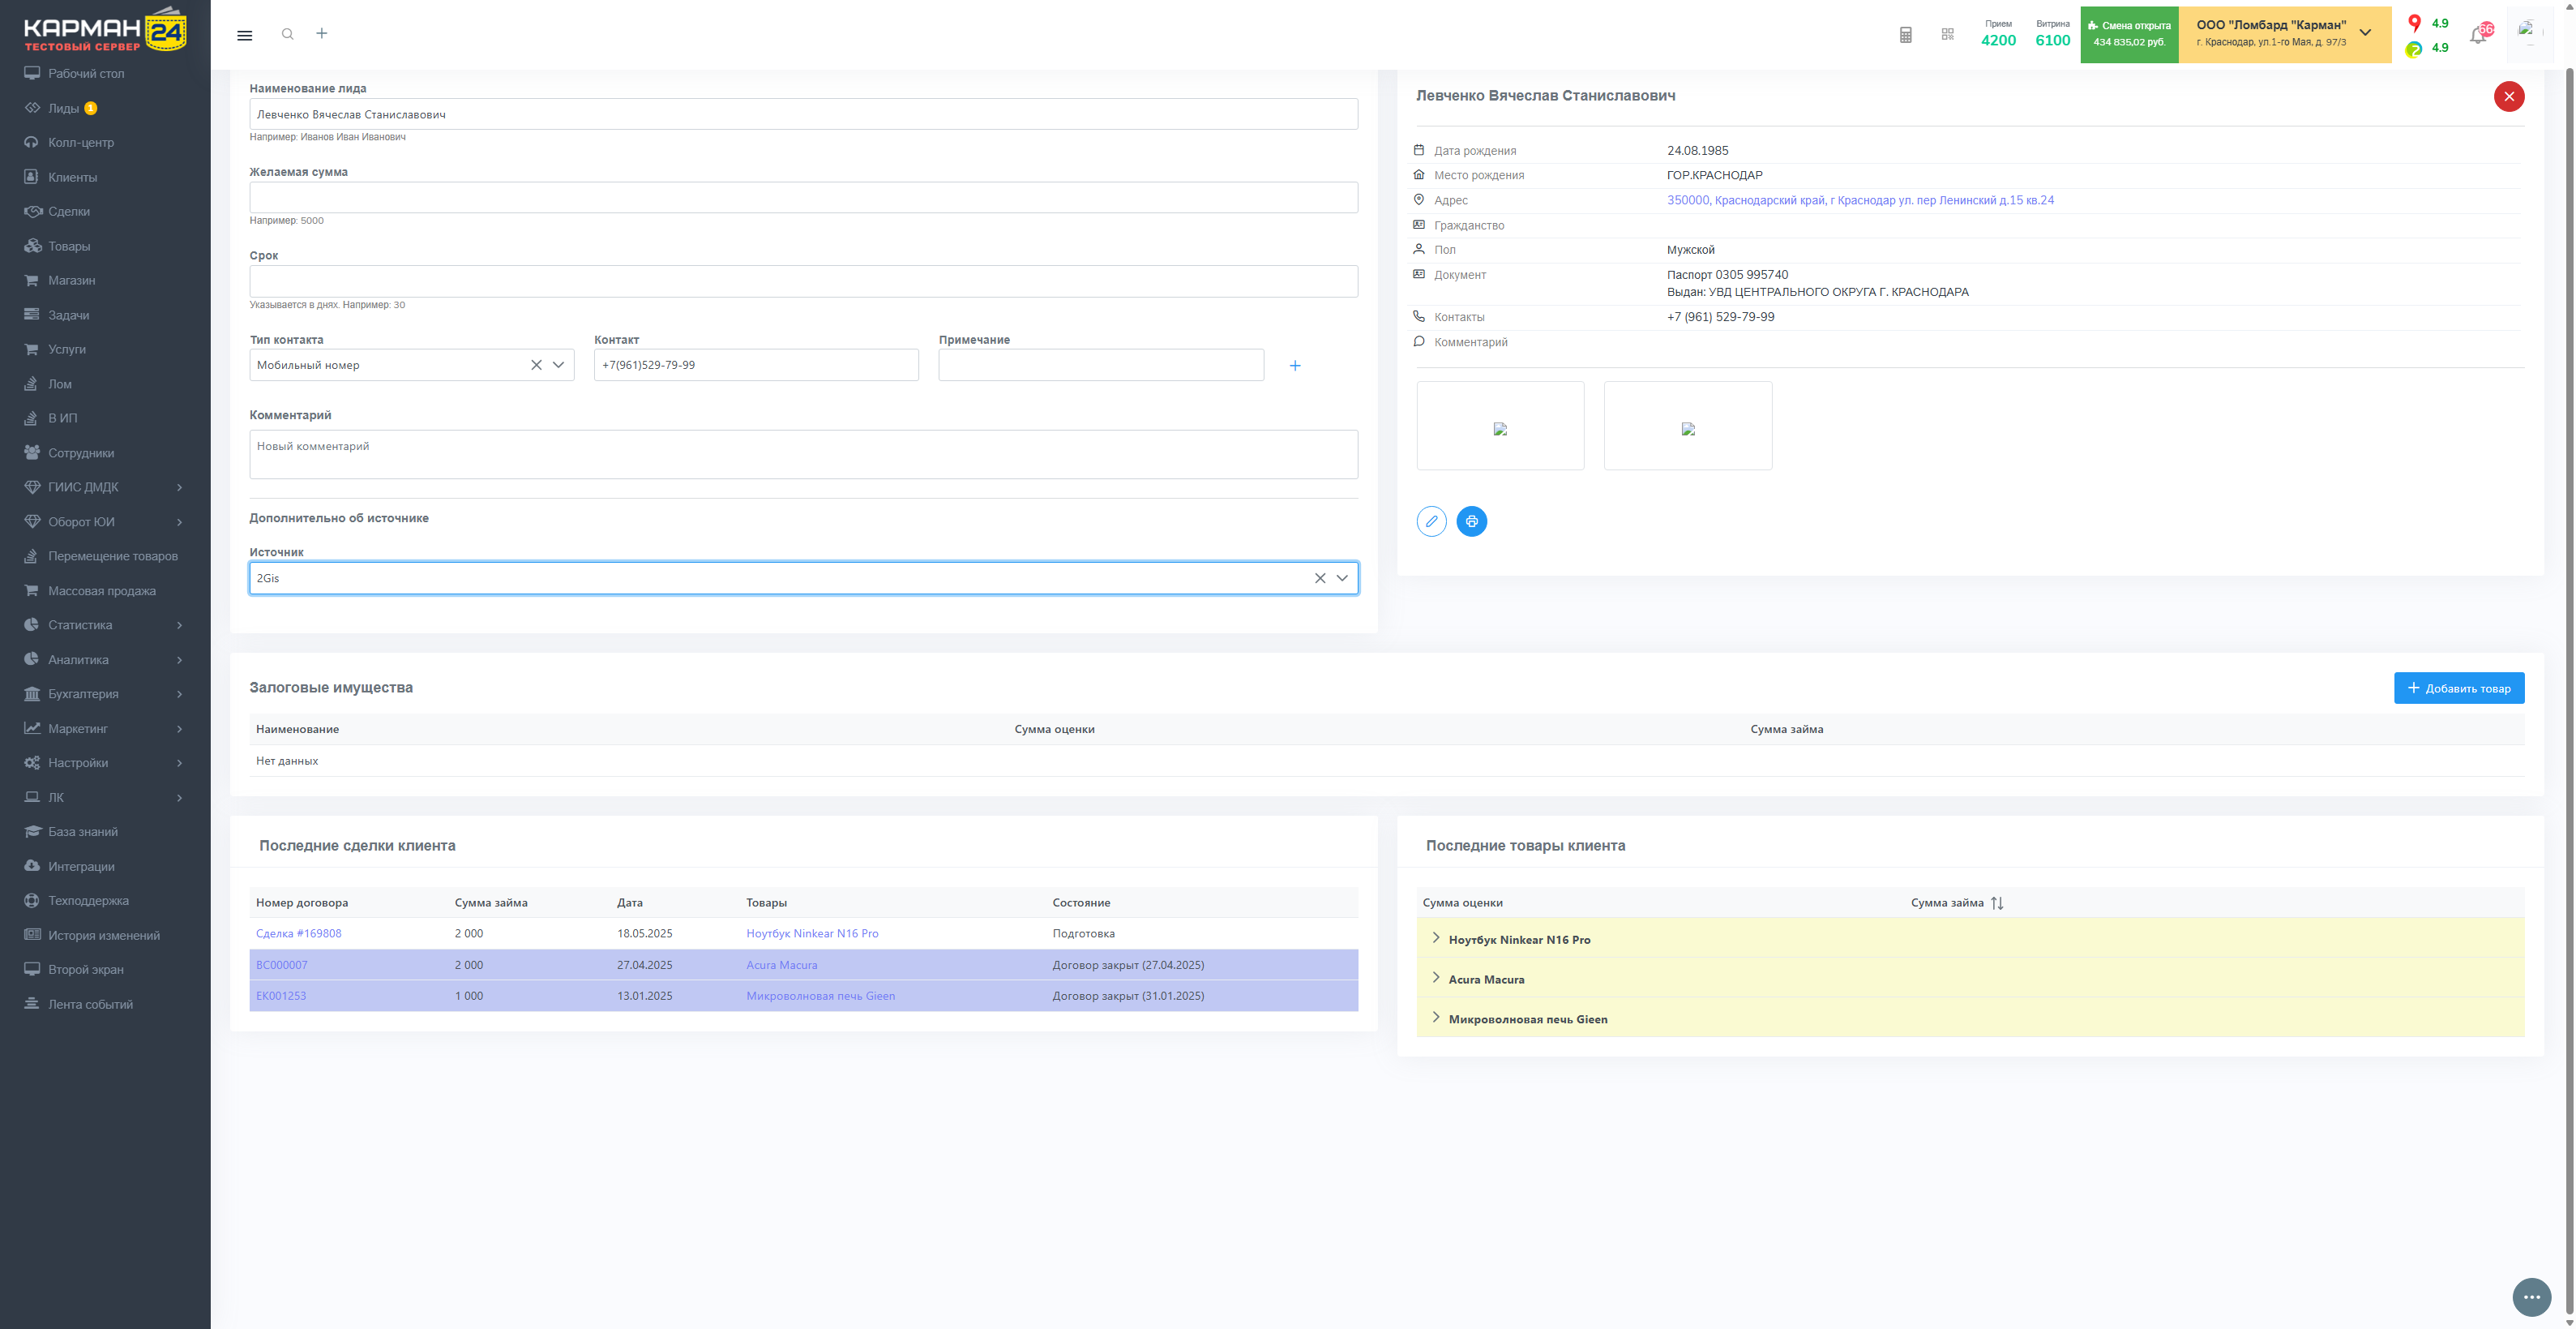 КАРМАН 24
ТЕСТОВЫЙ СЕРВЕР
Рабочий стол
Лиды 1
Колл-центр
Клиенты
Сделки
Товары
Магазин
Задачи
Услуги
Лом
В ИП
Сотрудники
ГИИС ДМДК
Оборот ЮИ
Перемещение товаров
Массовая продажа
Статистика
Аналитика
Бухгалтерия
Маркетинг
Настройки
ЛК
База знаний
Интеграции
Техподдержка
История изменений
Второй экран
Лента событий
Прием
4200
Витрина
6100
Смена открыта
434 835,02 руб.
ООО "Ломбард "Карман"
г. Краснодар, ул.1-го Мая, д. 97/3
4.9
4.9
Наименование лида
Левченко Вячеслав Станиславович
Например: Иванов Иван Иванович
Желаемая сумма
Например: 5000
Срок
Указывается в днях. Например: 30
Тип контакта
Контакт
Примечание
Мобильный номер
+7(961)529-79-99
Комментарий
Новый комментарий
Дополнительно об источнике
Источник
2Gis
Левченко Вячеслав Станиславович
Дата рождения
24.08.1985
Место рождения
ГОР.КРАСНОДАР
Адрес
350000, Краснодарский край, г Краснодар ул. пер Ленинский д.15 кв.24
Гражданство
Пол
Мужской
Документ
Паспорт 0305 995740
Выдан: УВД ЦЕНТРАЛЬНОГО ОКРУГА Г. КРАСНОДАРА
Контакты
+7 (961) 529-79-99
Комментарий
Залоговые имущества
Добавить товар
Наименование
Сумма оценки
Сумма займа
Нет данных
Последние сделки клиента
Номер договора
Сумма займа
Дата
Товары
Состояние
Сделка #169808
2 000
18.05.2025
Ноутбук Ninkear N16 Pro
Подготовка
ВС000007
2 000
27.04.2025
Acura Macura
Договор закрыт (27.04.2025)
ЕК001253
1 000
13.01.2025
Микроволновая печь Gieen
Договор закрыт (31.01.2025)
Последние товары клиента
Сумма оценки
Сумма займа
Ноутбук Ninkear N16 Pro
Acura Macura
Микроволновая печь Gieen